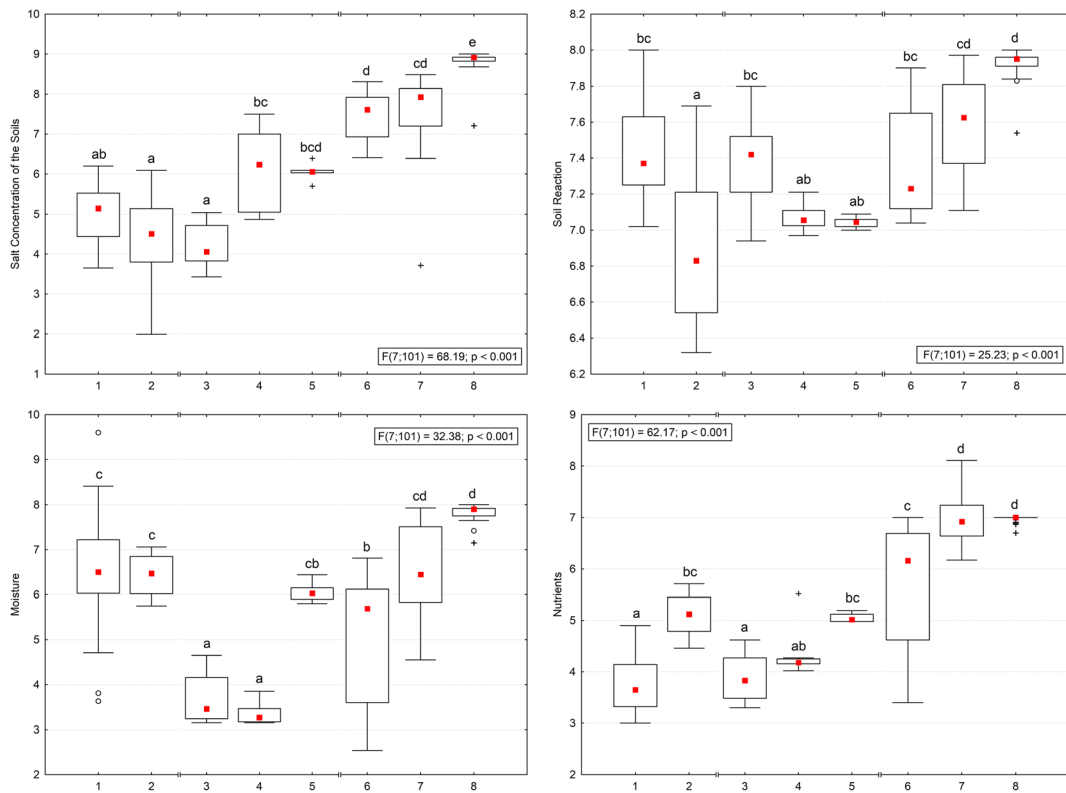 10
9
8
7
6
5
4
3
2
1
Salt Concentration of the Soils
ab
a
a
bc
bcd
d
cd
e
F(7;101) = 68.19; p < 0.001
1 2 3 4 5 6 7 8
8.2
8.0
7.8
7.6
7.4
7.2
7.0
6.8
6.6
6.4
6.2
Soil Reaction
bc
a
bc
ab
ab
bc
cd
d
F(7;101) = 25.23; p < 0.001
1 2 3 4 5 6 7 8
10
9
8
7
6
5
4
3
2
Moisture
c
c
a
a
cb
b
cd
d
F(7;101) = 32.38; p < 0.001
1 2 3 4 5 6 7 8
9
8
7
6
5
4
3
2
Nutrients
F(7;101) = 62.17; p < 0.001
a
bc
a
ab
bc
c
d
d
1 2 3 4 5 6 7 8